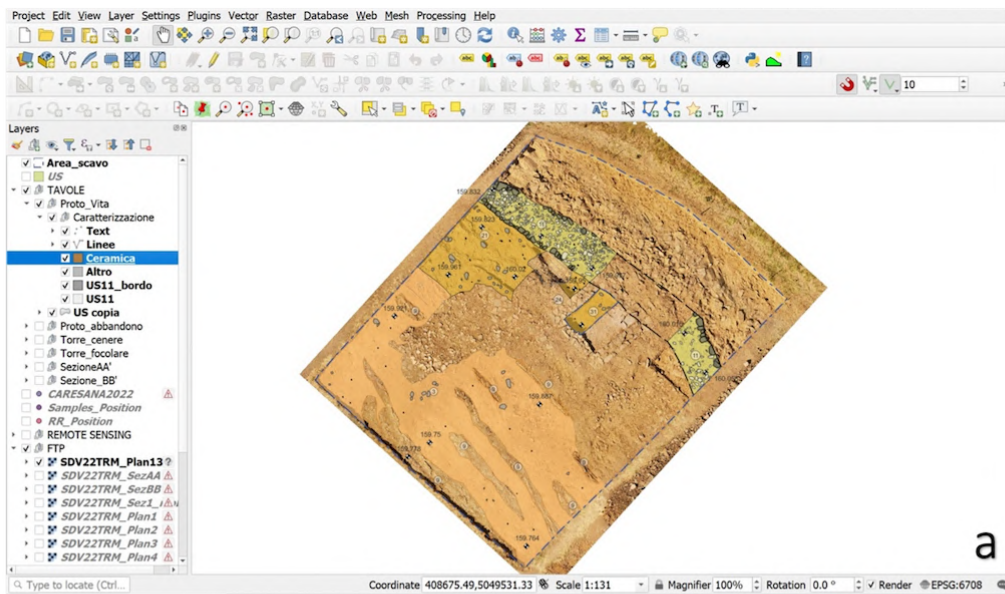 Project Edit View Layer Settings Plugins Vector Raster Database Web Mesh Processing Help
10
Layers
Area_scavo
US
TAVOLE
Proto_Vita
Caratterizzazione
Text
Linee
Ceramica
Altro
US11_bordo
US11
US copia
Proto_abbandono
Torre_cenere
Torre_focolare
SezioneAA'
Sezione_BB'
CARESANA2022
Samples_Position
RR_Position
REMOTE SENSING
FTP
SDV22TRM_Plan13
SDV22TRM_SezAA
SDV22TRM_SezBB
SDV22TRM_Sez1_
SDV22TRM_Plan1
SDV22TRM_Plan2
SDV22TRM_Plan3
SDV22TRM_Plan4
159.75
159.764
a
Type to locate (Ctrl...
Coordinate 408675.49,5049531.33 Scale 1:131 Magnifier 100% Rotation 0.0 ° Render EPSG:6708